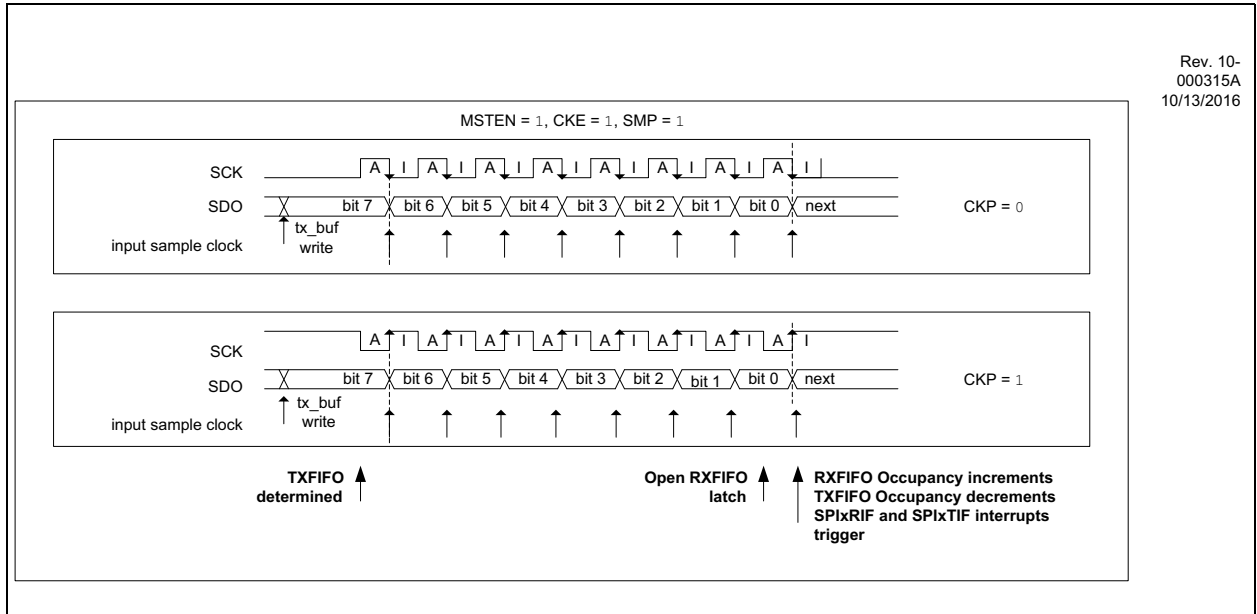 Rev. 10-
000315A
10/13/2016
MSTEN = 1, CKE = 1, SMP = 1
SCK A I A I A I A I A I A I A I A I
SDO bit 7 bit 6 bit 5 bit 4 bit 3 bit 2 bit 1 bit 0 next CKP = 0
tx_buf
input sample clock write
SCK A I A I A I A I A I A I A I A I
SDO bit 7 bit 6 bit 5 bit 4 bit 3 bit 2 bit 1 bit 0 next CKP = 1
tx_buf
input sample clock write
TXFIFO
determined
Open RXFIFO
latch
RXFIFO Occupancy increments
TXFIFO Occupancy decrements
SPIxRIF and SPIxTIF interrupts
trigger